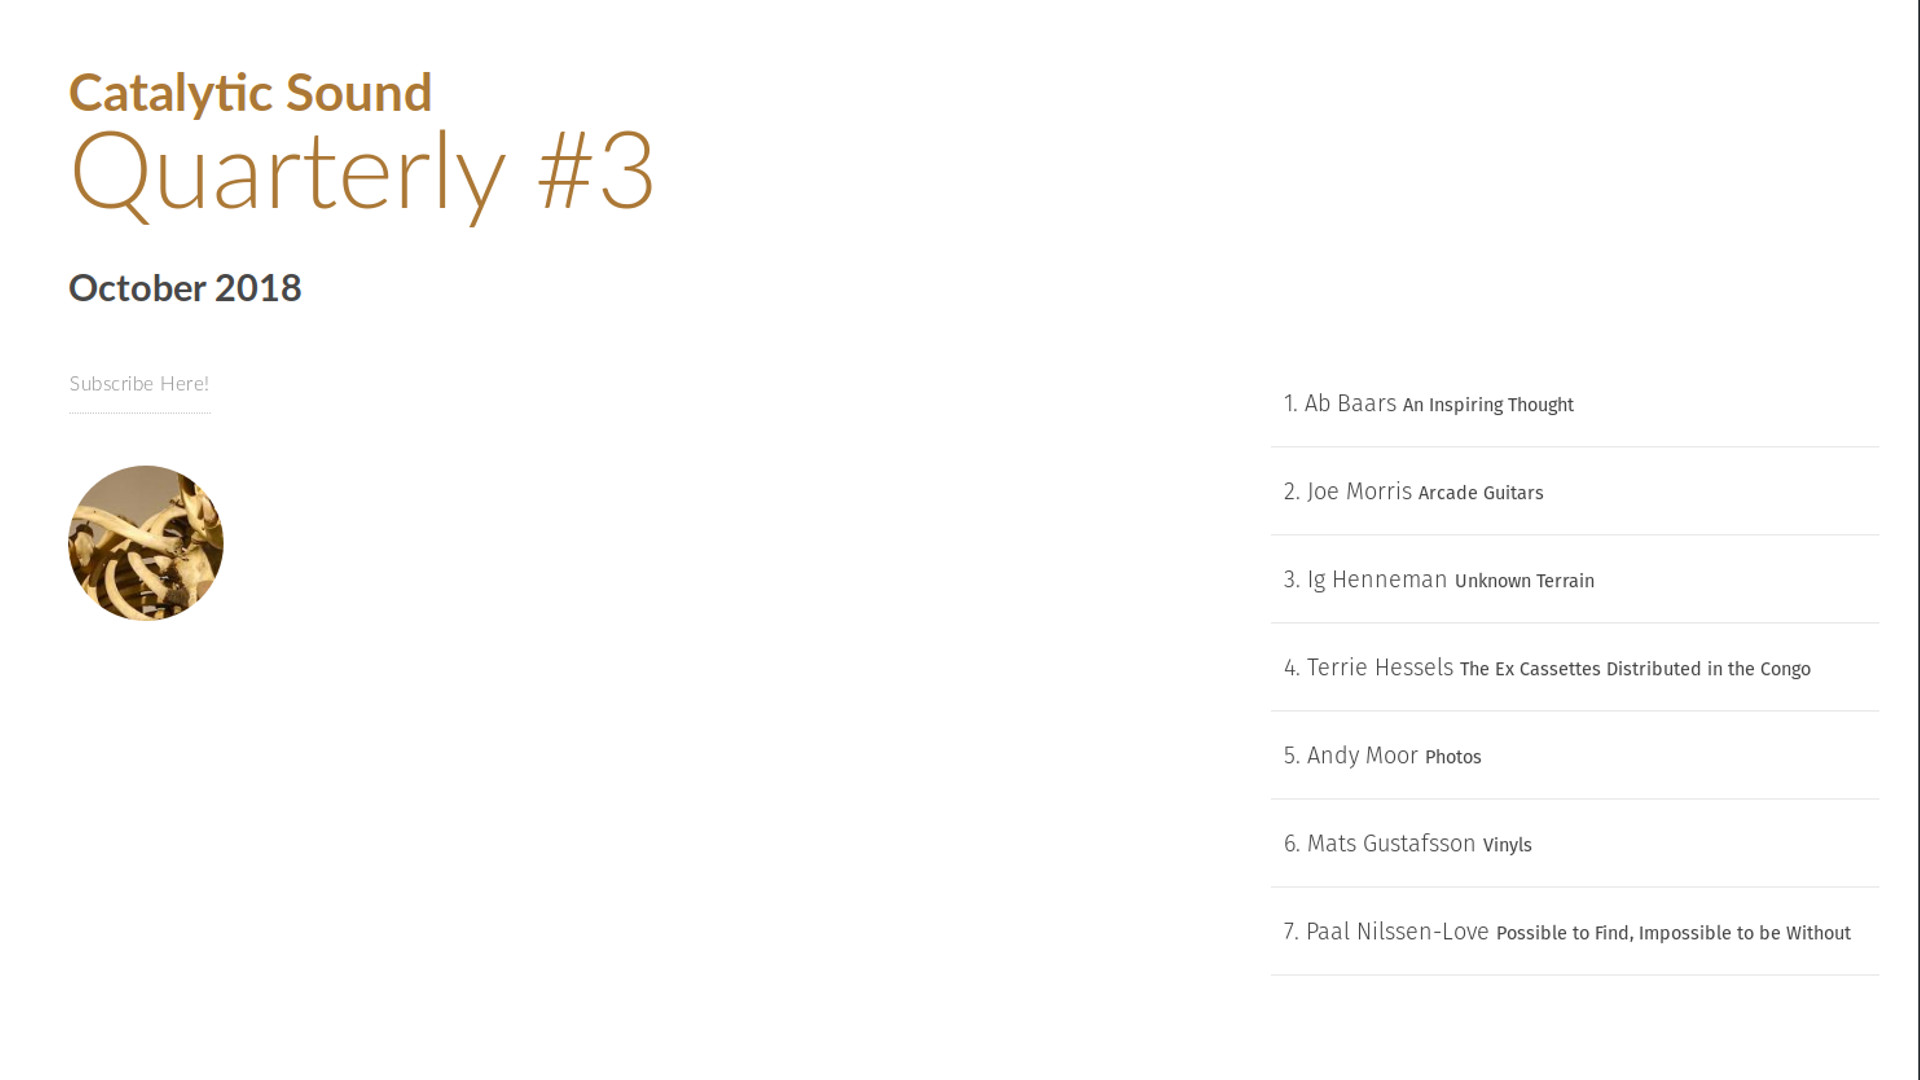 Catalytic Sound
Quarterly #3
October 2018
Subscribe Here!
1. Ab Baars An Inspiring Thought
2. Joe Morris Arcade Guitars
3. Ig Henneman Unknown Terrain
4. Terrie Hessels The Ex Cassettes Distributed in the Congo
5. Andy Moor Photos
6. Mats Gustafsson Vinyls
7. Paal Nilssen-Love Possible to Find, Impossible to be Without